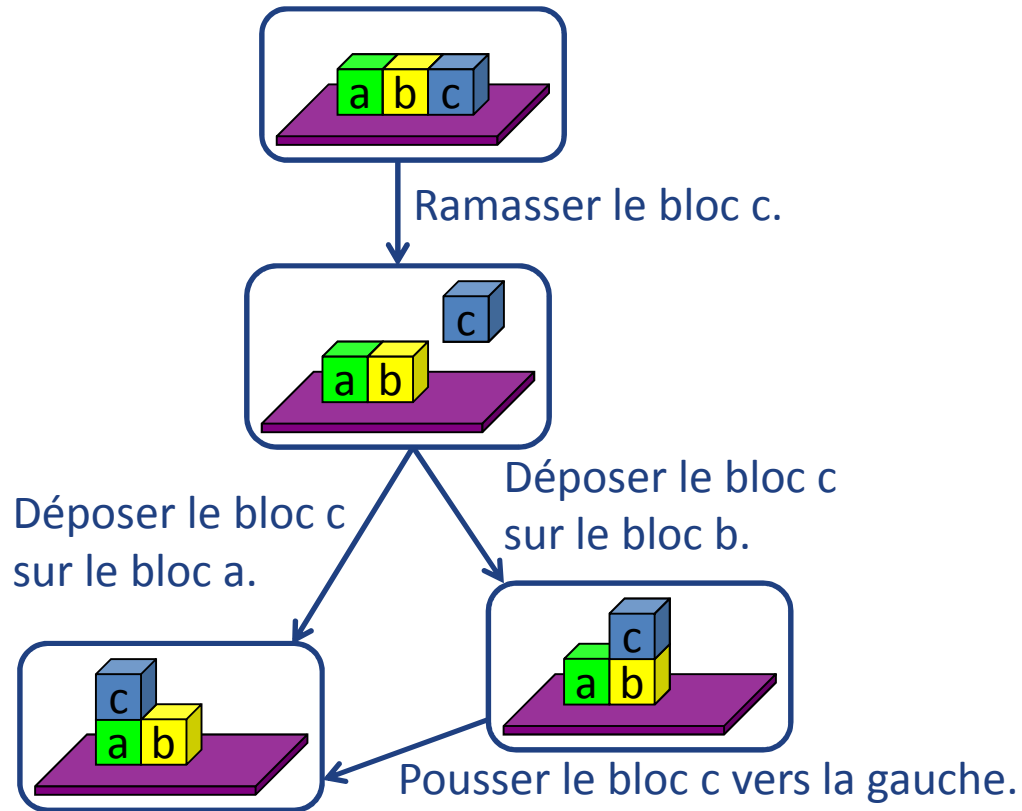 a b c
Ramasser le bloc c.
c
a b
Déposer le bloc c
sur le bloc a.
Déposer le bloc c
sur le bloc b.
c
a b
c
a b
Pousser le bloc c vers la gauche.